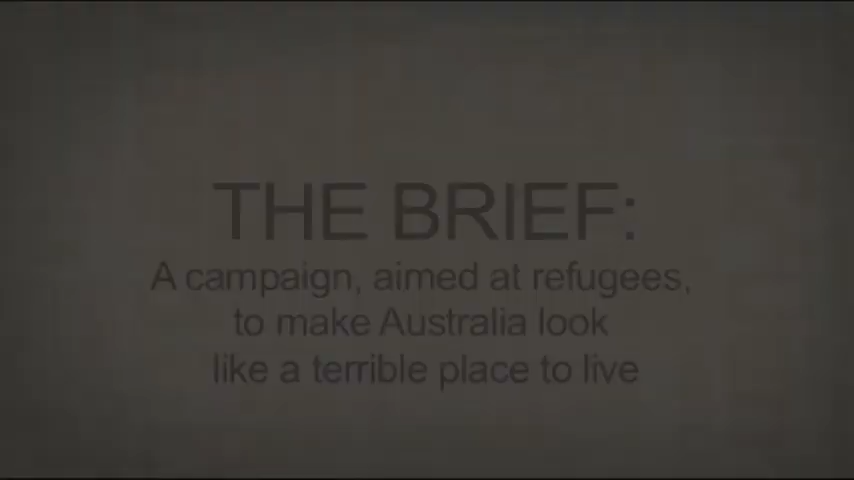 THE BRIEF:
A campaign, aimed at refugees,
to make Australia look
like a terrible place to live